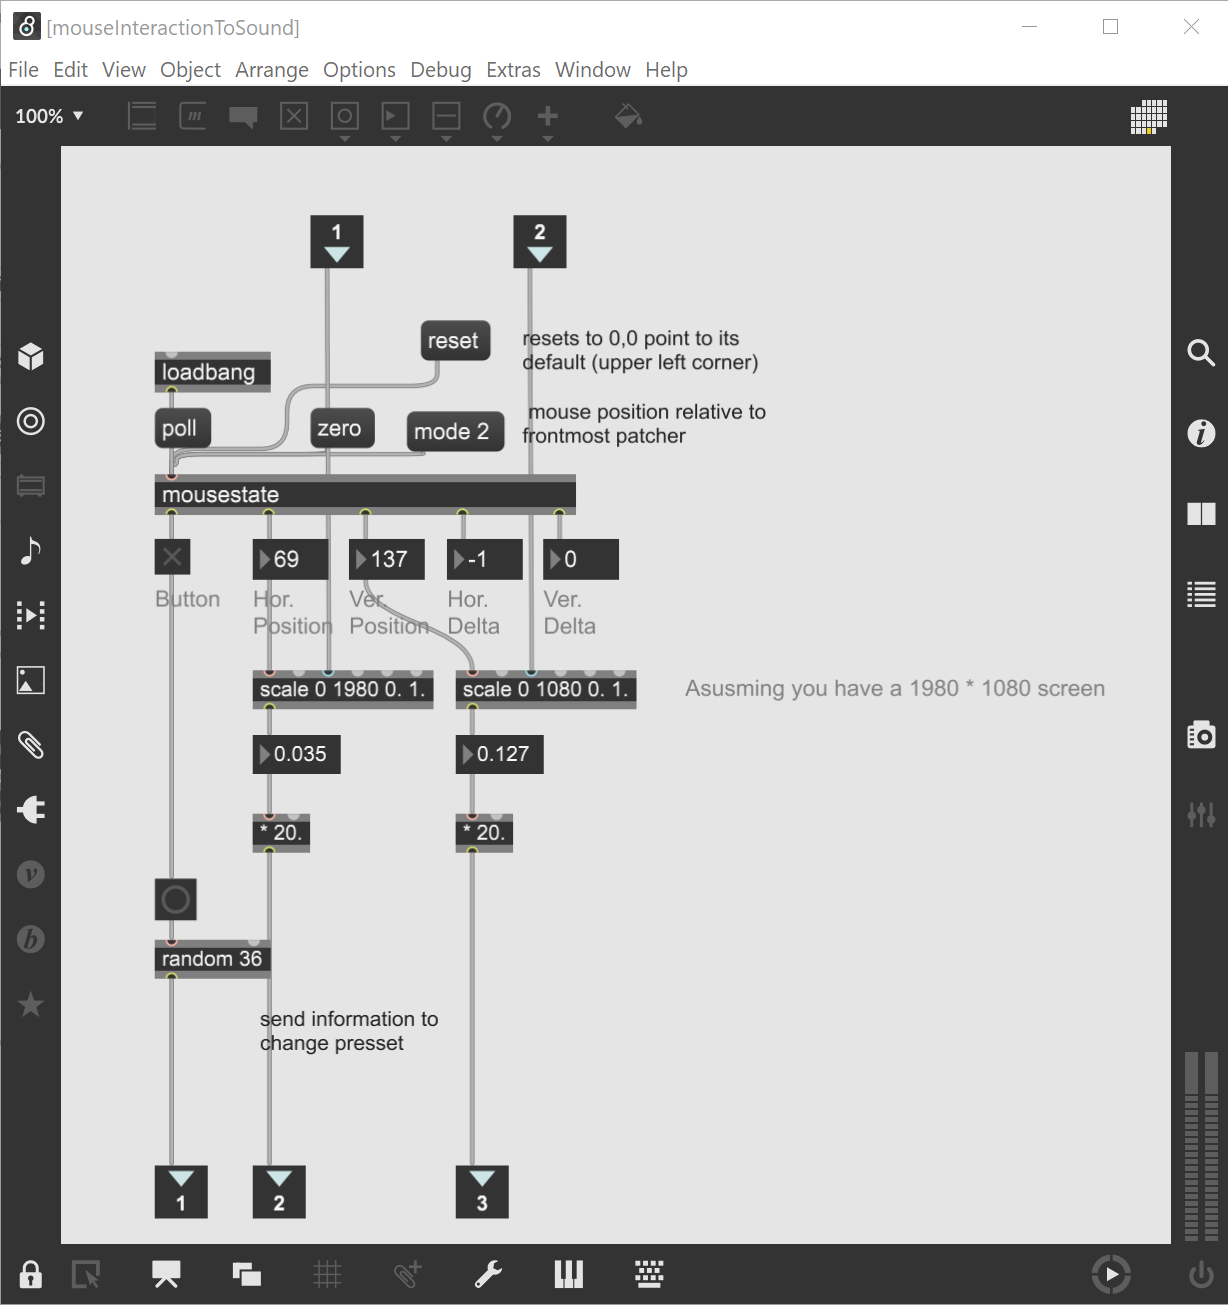 [mouseInteractionToSound]
File Edit View Object Arrange Options Debug Extras Window Help
100%
m
1
2
reset
resets to 0,0 point to its
default (upper left corner)
loadbang
poll
zero
mode 2
mouse position relative to
frontmost patcher
mousestate
69
137
-1
0
Button
Hor.
Position
Ver.
Position
Hor.
Delta
Ver.
Delta
scale 0 1980 0. 1.
scale 0 1080 0. 1.
Asusming you have a 1980 * 1080 screen
0.035
0.127
* 20.
* 20.
v
b
i
random 36
send information to
change presset
1
2
3